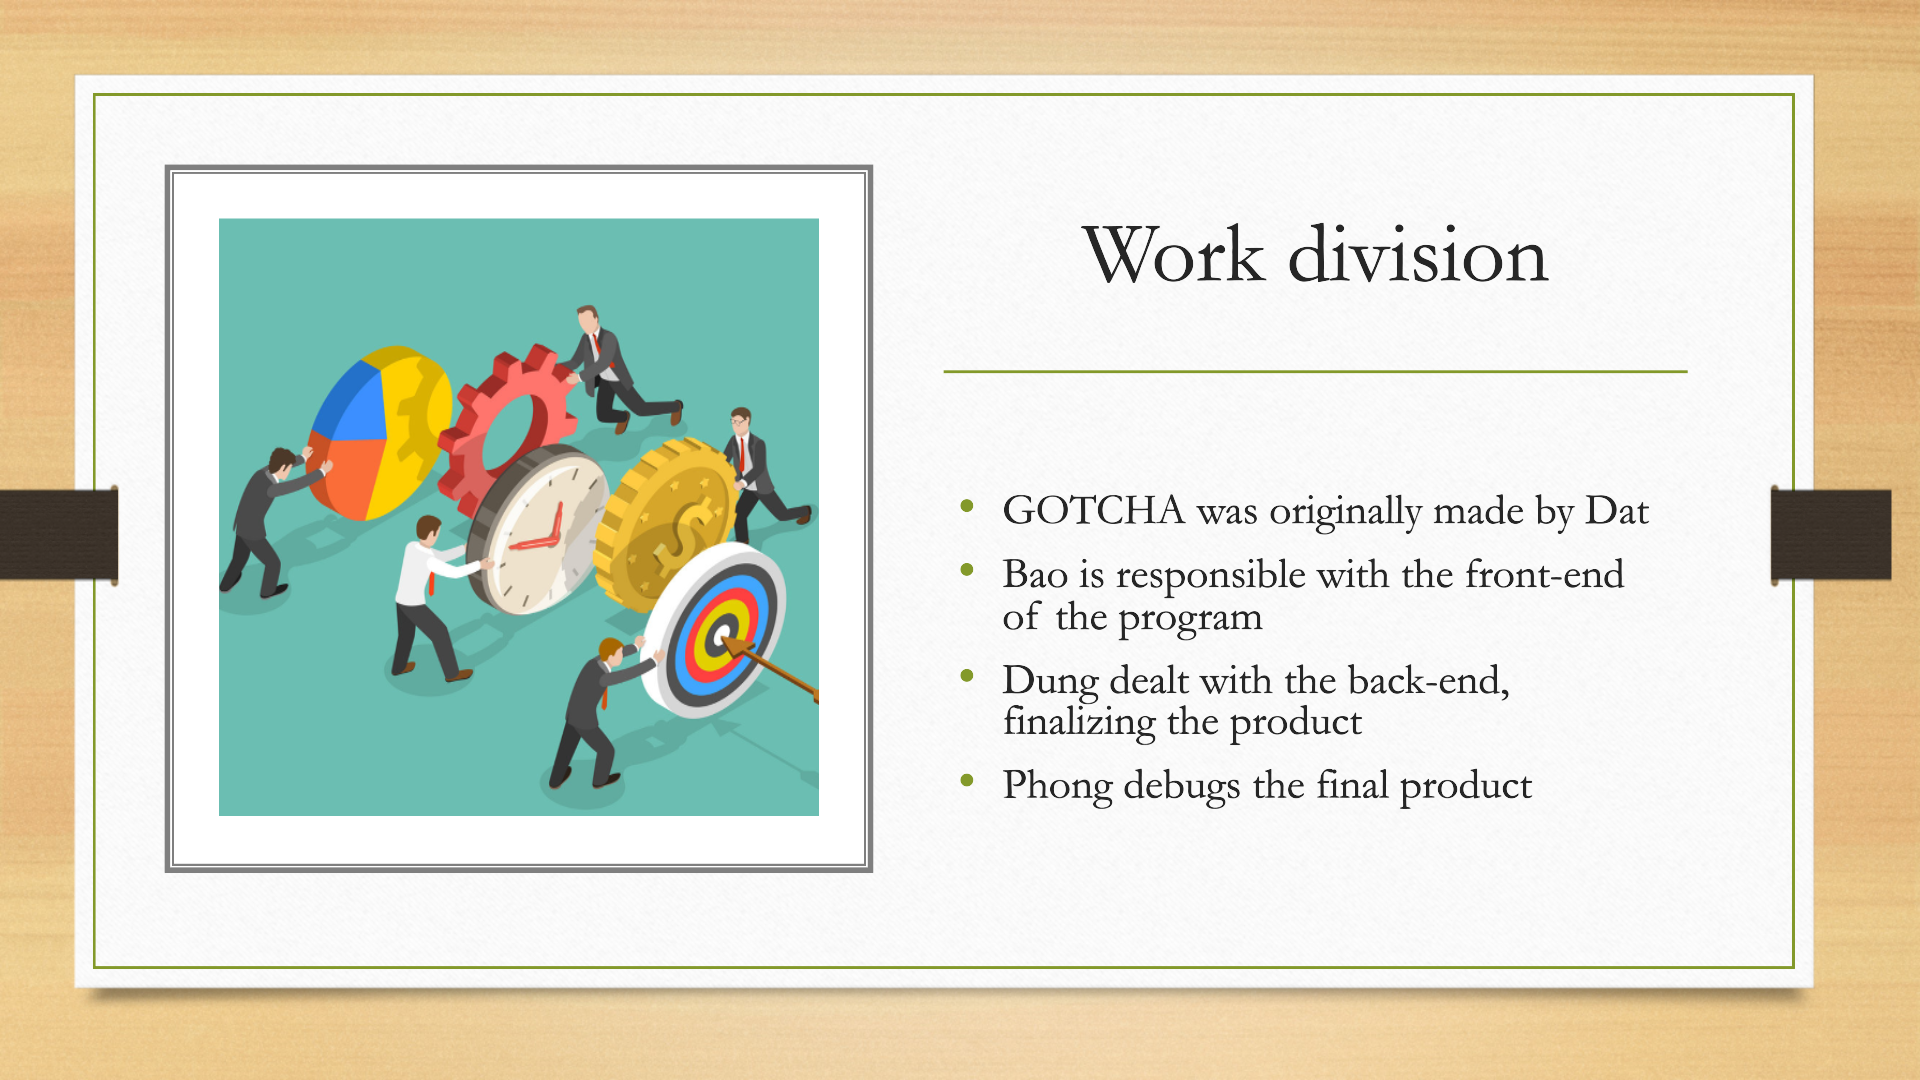 Work division
• GOTCHA was originally made by Dat
• Bao is responsible with the front-end
of the program
• Dung dealt with the back-end,
finalizing the product
• Phong debugs the final product